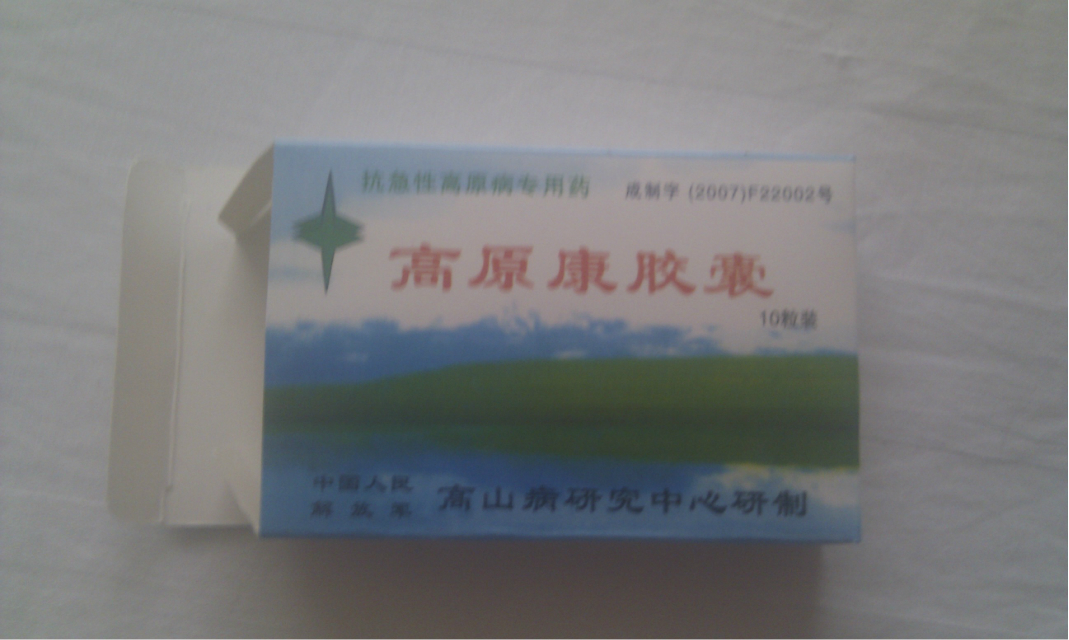 抗急性高原病专用药
成制字 (2007)F22002号
高原康胶囊
10粒装
中国人民
解放军
高山病研究中心研制